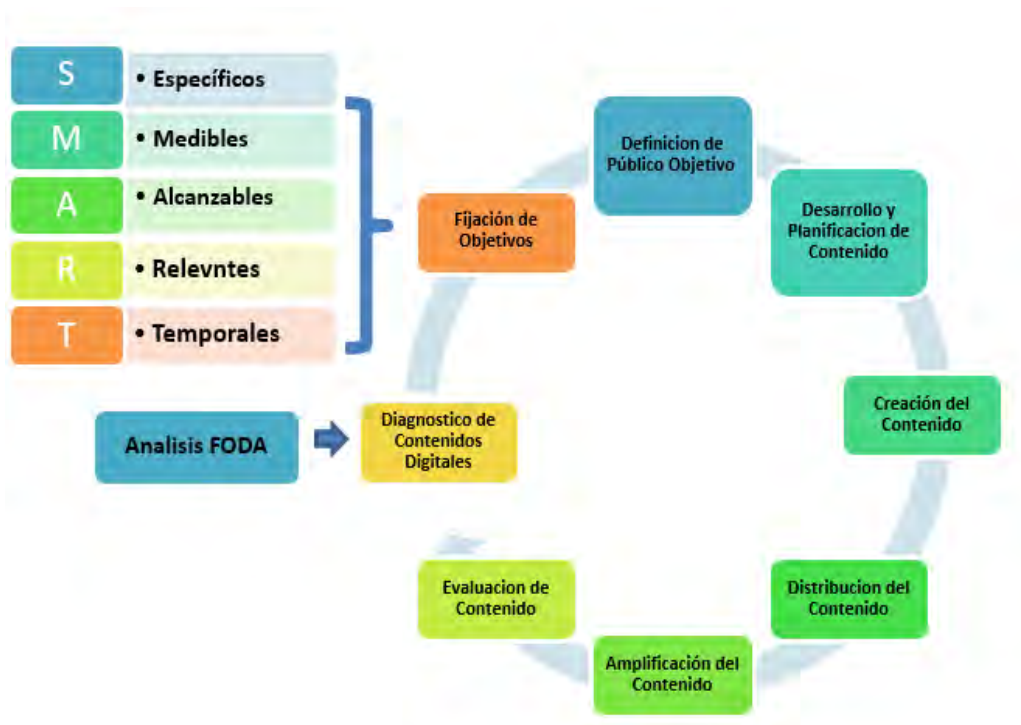 S
• Específicos
M
• Medibles
A
• Alcanzables
R
• Relevntes
T
• Temporales
Analisis FODA
Diagnostico de
Contenidos
Digitales
Fijación de
Objetivos
Definicion de
Público Objetivo
Desarrollo y
Planificacion de
Contenido
Creación del
Contenido
Distribucion del
Contenido
Amplificación del
Contenido
Evaluacion de
Contenido